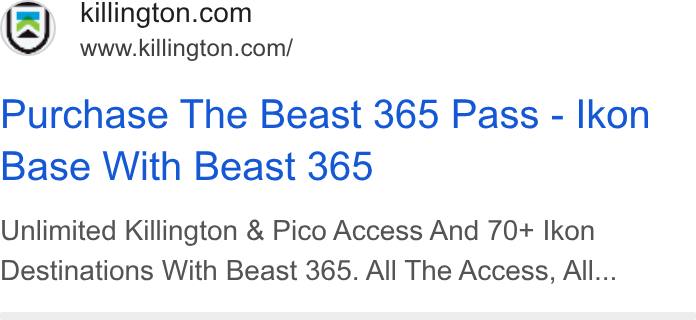 killington.com
www.killington.com/
Purchase The Beast 365 Pass - Ikon
Base With Beast 365
Unlimited Killington & Pico Access And 70+ Ikon
Destinations With Beast 365. All The Access, All...